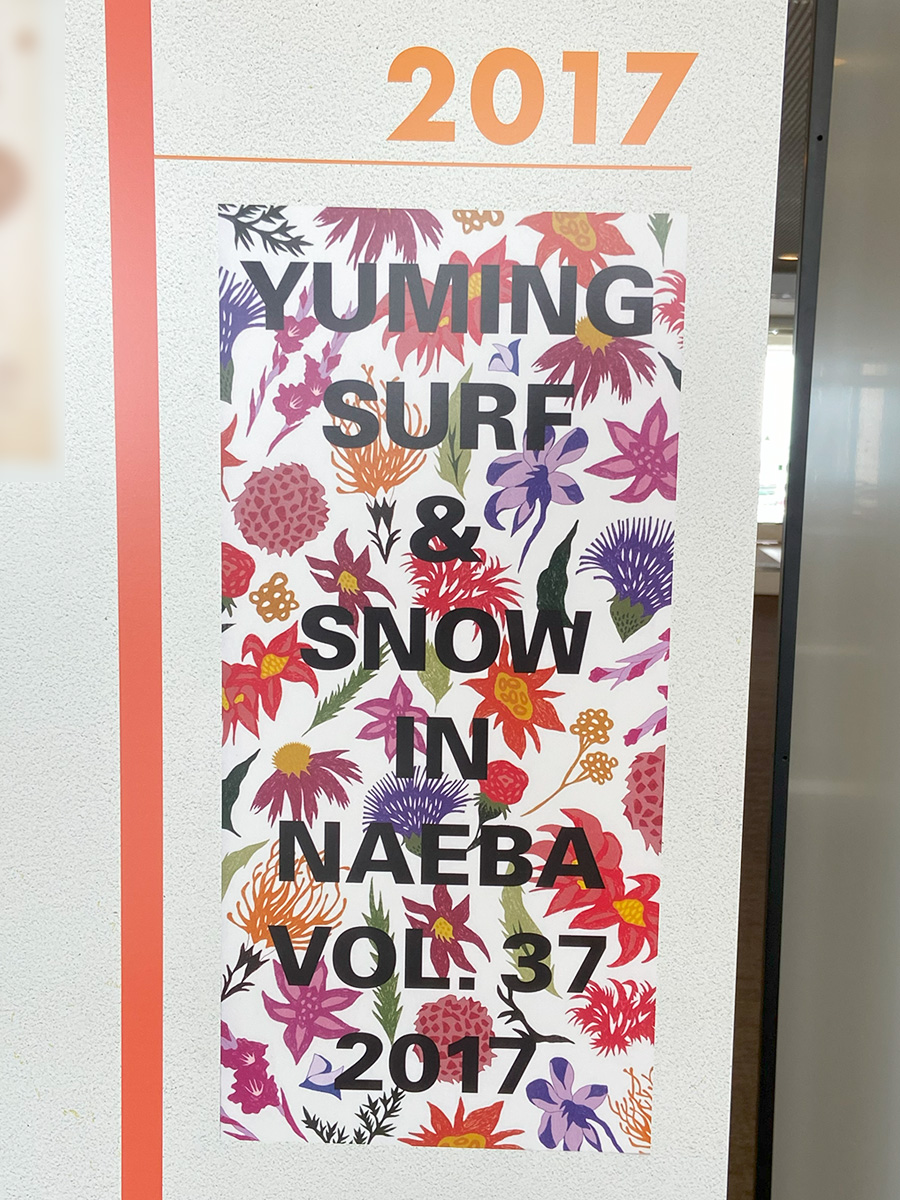 2017
YUMING
SURF
&
SNOW
IN
NAEBA
VOL. 37
2017